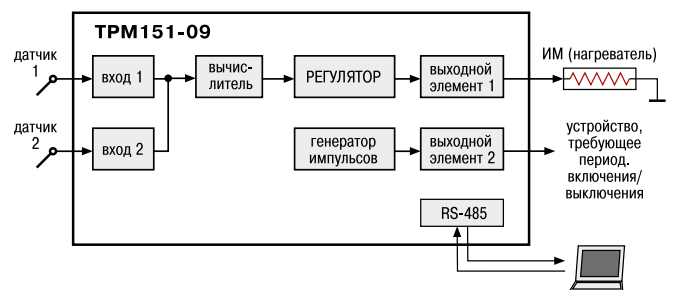 ТРМ151-09
датчик
1
вход 1
вычис-
литель
РЕГУЛЯТОР
выходной
элемент 1
ИМ (нагреватель)
датчик
2
вход 2
генератор
импульсов
выходной
элемент 2
устройство,
требующее
период.
включения/
выключения
RS-485